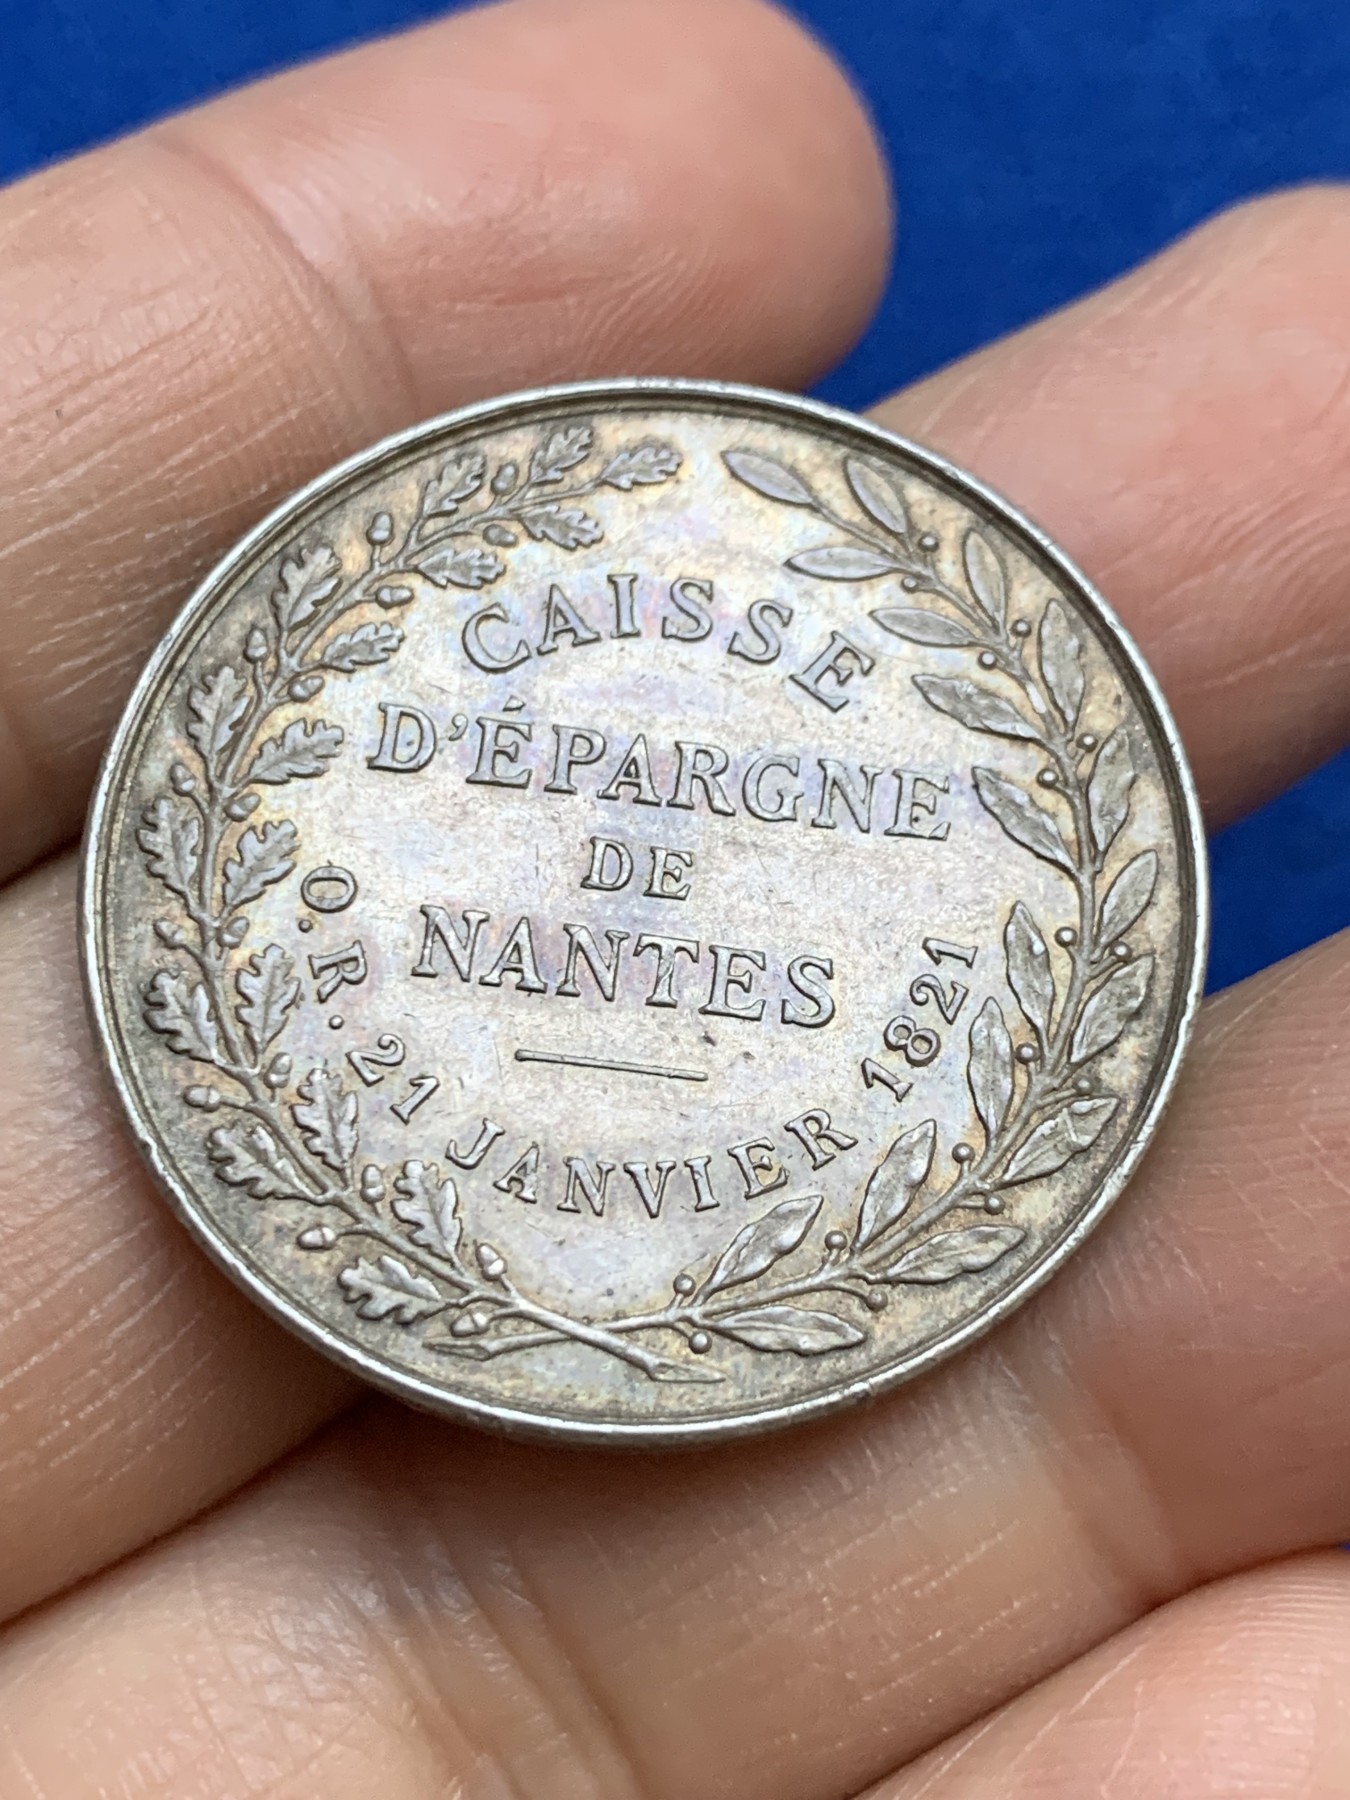 CAISSE
D'ÉPARGNE
DE
NANTES
O.R. 21 JANVIER 1821